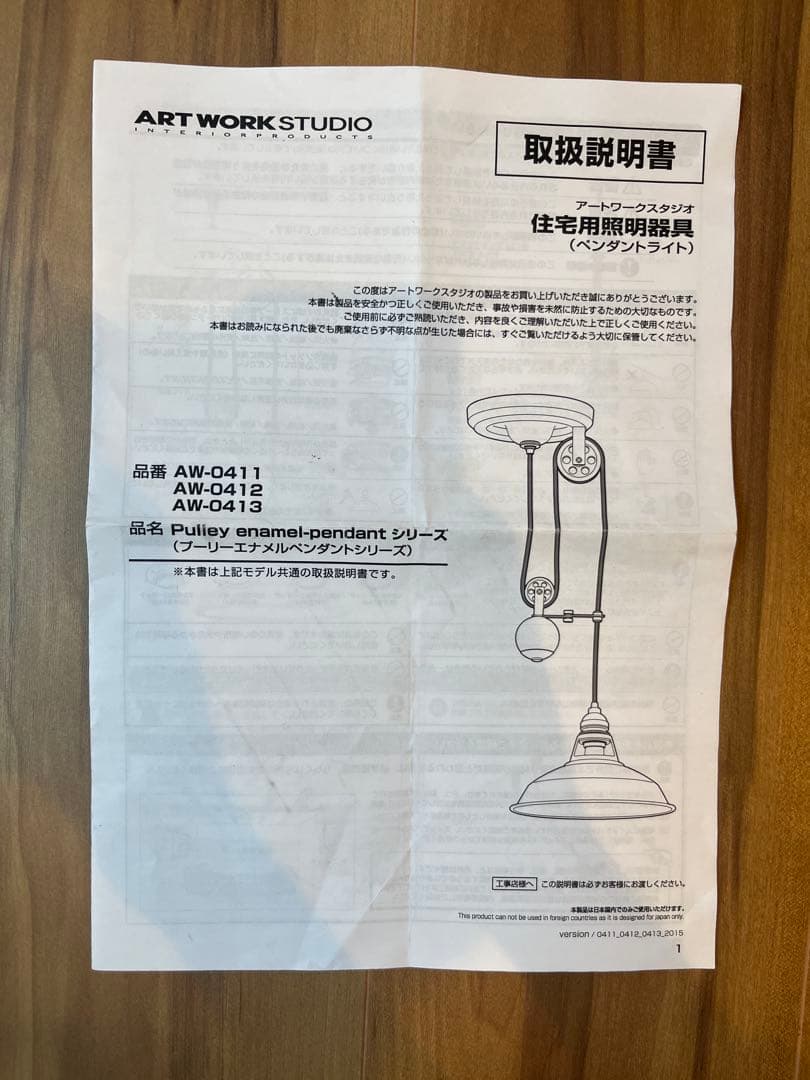 ART WORK STUDIO
INTERIORPRODUCTS
取扱説明書
アートワークスタジオ
住宅用照明器具
(ペンダントライト)
この度はアートワークスタジオの製品をお買い上げいただき誠にありがとうございます。
本書は製品を安全かつ正しくご使用いただき、事故や損害を未然に防止するための大切なものです。
ご使用前に必ずご熟読いただき、内容を良くご理解いただいた上で正しくご使用ください。
本書はお読みになられた後でも廃棄なさらず不明な点が生じた場合には、すぐご覧いただけるよう大切に保管してください。
品番 AW-0411
AW-0412
AW-0413
品名 Pulley enamel-pendant シリーズ
(プーリーエナメルペンダントシリーズ)
※本書は上記モデル共通の取扱説明書です。
工事店様へ この説明書は必ずお客様にお渡しください。
本製品は日本国内でのみご使用いただけます。
This product can not be used in foreign countries as it is designed for japan only.
version / 0411_0412_0413_2015
1